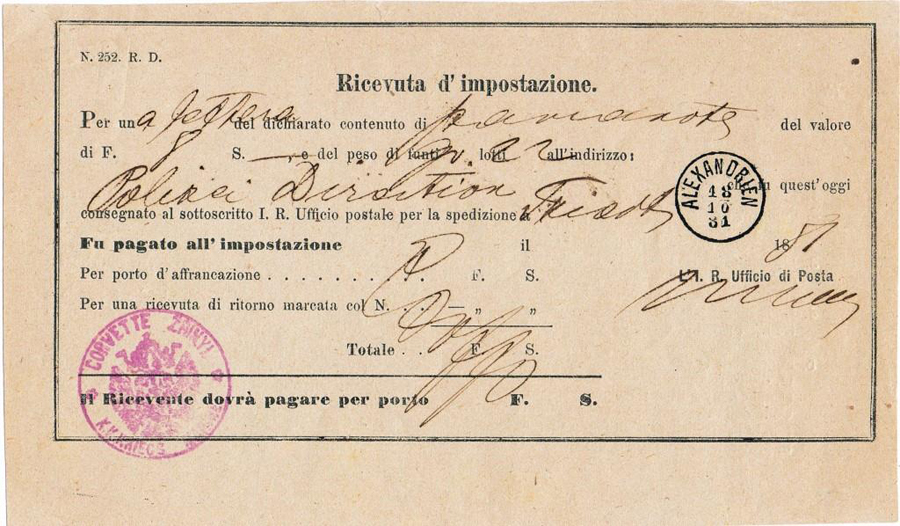 N. 252. R. D.
Ricevuta d'impostazione.
Per una lettera del dichiarato contenuto di del valore
di F. S. e del peso di funti lotti all'indirizzo:
Polizei Direction Triest che fu quest'oggi
consegnato al sottoscritto I. R. Ufficio postale per la spedizione
ALEXANDRIEN
18
10
81
Fu pagato all'impostazione il 1881
Per porto d'affrancazione . . . . . . . F. S. L'I. R. Ufficio di Posta
Per una ricevuta di ritorno marcata col N. " "
Totale . . F. S.
Il Ricevente dovrà pagare per porto F. S.
CORVETTE